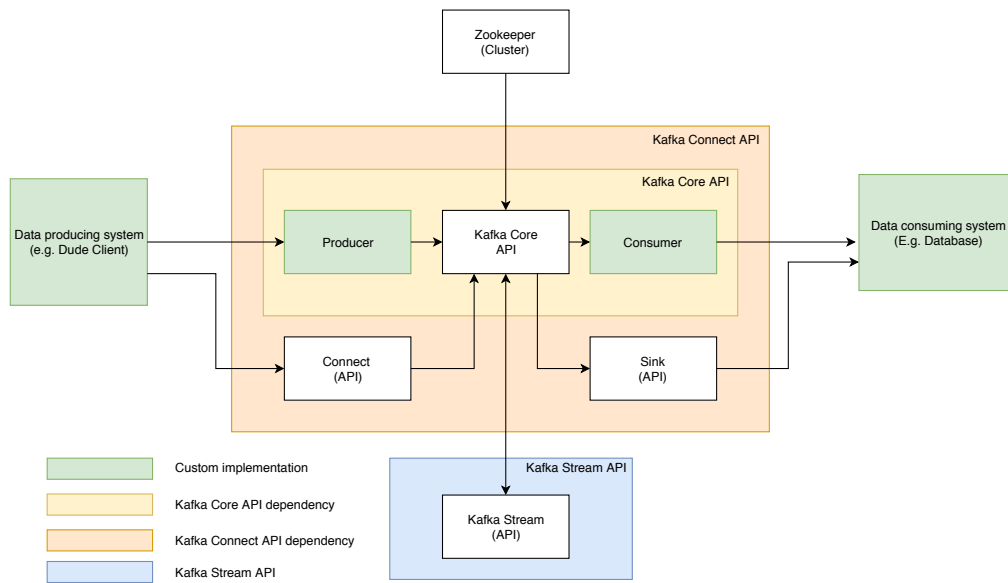 Zookeeper
(Cluster)
Kafka Connect API
Kafka Core API
Data producing system
(e.g. Dude Client)
Producer
Kafka Core
API
Consumer
Data consuming system
(E.g. Database)
Connect
(API)
Sink
(API)
Kafka Stream API
Kafka Stream
(API)
Custom implementation
Kafka Core API dependency
Kafka Connect API dependency
Kafka Stream API